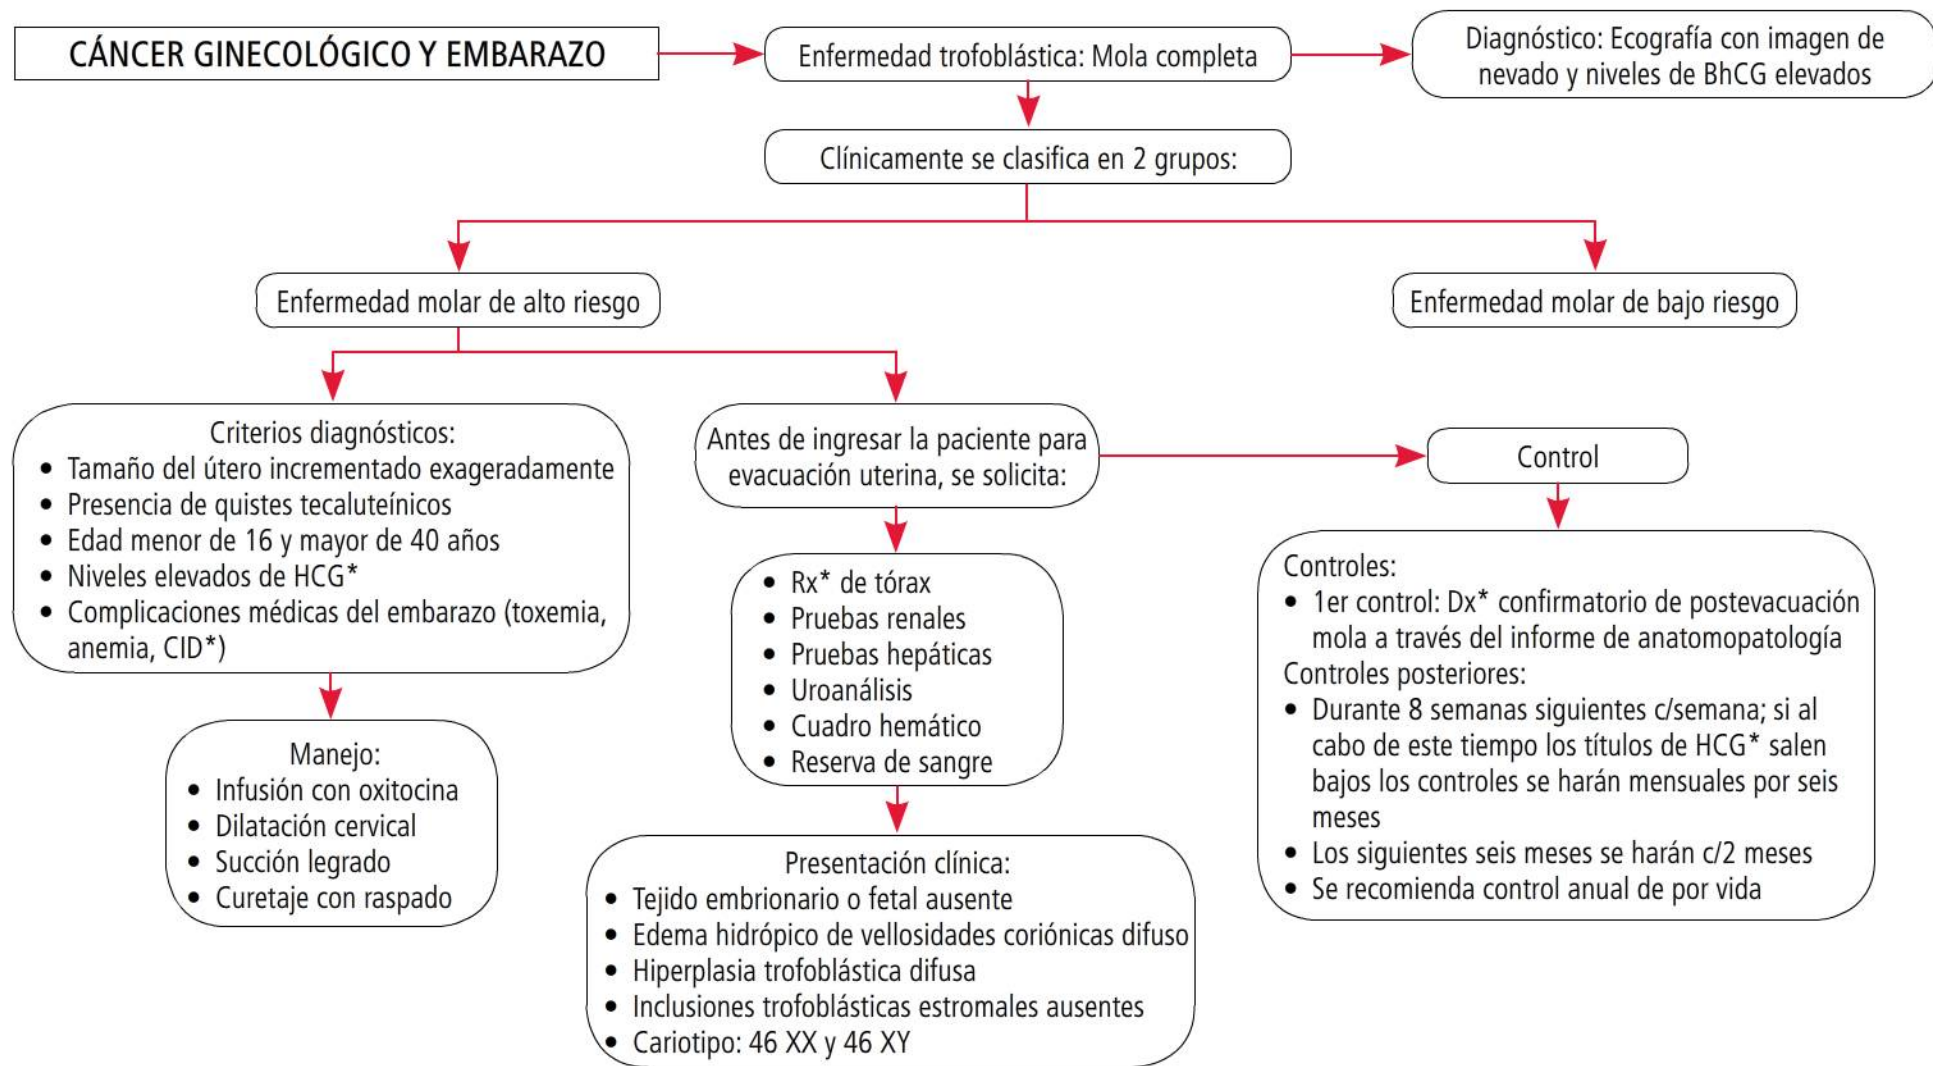 CÁNCER GINECOLÓGICO Y EMBARAZO
Enfermedad trofoblástica: Mola completa
Diagnóstico: Ecografía con imagen de
nevado y niveles de BhCG elevados
Clínicamente se clasifica en 2 grupos:
Enfermedad molar de alto riesgo
Enfermedad molar de bajo riesgo
Criterios diagnósticos:
• Tamaño del útero incrementado exageradamente
• Presencia de quistes tecaluteínicos
• Edad menor de 16 y mayor de 40 años
• Niveles elevados de HCG*
• Complicaciones médicas del embarazo (toxemia,
anemia, CID*)
Manejo:
• Infusión con oxitocina
• Dilatación cervical
• Succión legrado
• Curetaje con raspado
Antes de ingresar la paciente para
evacuación uterina, se solicita:
• Rx* de tórax
• Pruebas renales
• Pruebas hepáticas
• Uroanálisis
• Cuadro hemático
• Reserva de sangre
Presentación clínica:
• Tejido embrionario o fetal ausente
• Edema hidrópico de vellosidades coriónicas difuso
• Hiperplasia trofoblástica difusa
• Inclusiones trofoblásticas estromales ausentes
• Cariotipo: 46 XX y 46 XY
Control
Controles:
• 1er control: Dx* confirmatorio de postevacuación
mola a través del informe de anatomopatología
Controles posteriores:
• Durante 8 semanas siguientes c/semana; si al
cabo de este tiempo los títulos de HCG* salen
bajos los controles se harán mensuales por seis
meses
• Los siguientes seis meses se harán c/2 meses
• Se recomienda control anual de por vida